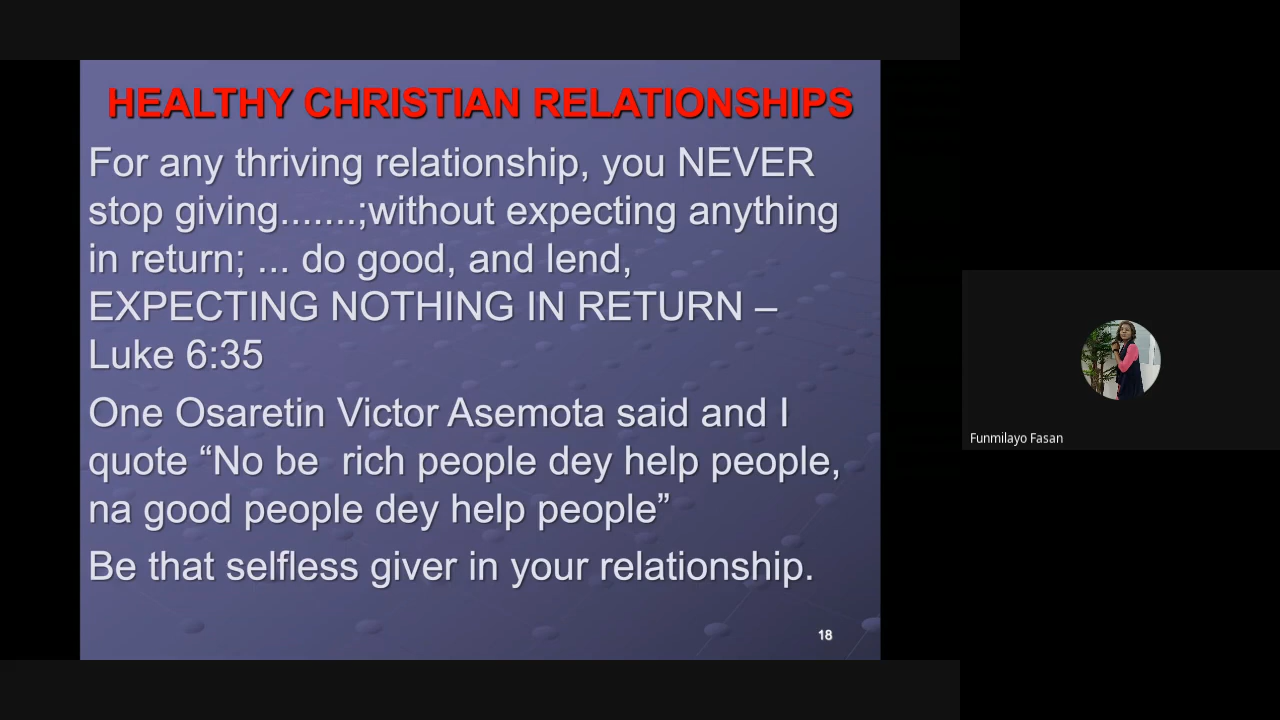 HEALTHY CHRISTIAN RELATIONSHIPS
For any thriving relationship, you NEVER
stop giving.......;without expecting anything
in return; ... do good, and lend,
EXPECTING NOTHING IN RETURN –
Luke 6:35
One Osaretin Victor Asemota said and I
quote “No be  rich people dey help people,
na good people dey help people”
Be that selfless giver in your relationship.
18
Funmilayo Fasan